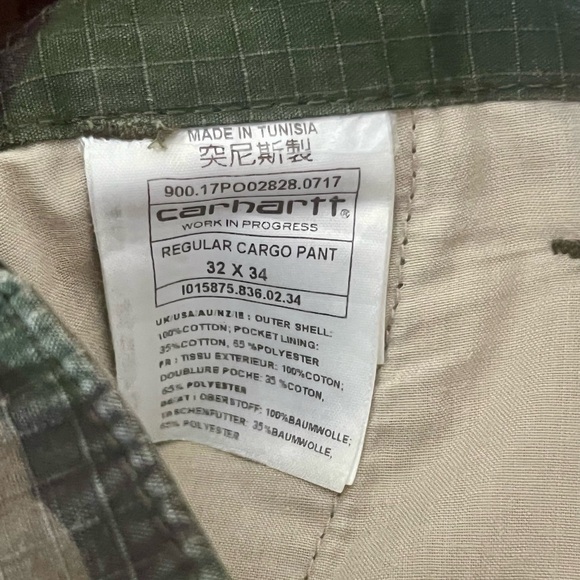 MADE IN TUNISIA
突尼斯製
900.17PO02828.0717
carhartt®
WORK IN PROGRESS
REGULAR CARGO PANT
32 X 34
I015875.836.02.34
UK/USA/AU/NZ/IE: OUTER SHELL:
100%COTTON; POCKET LINING:
35%COTTON, 65 %POLYESTER
FR : TISSU EXTERIEUR: 100%COTON;
DOUBLURE POCHE: 35 %COTON,
65% POLYESTER
DE/AT : OBERSTOFF: 100%BAUMWOLLE;
TASCHENFUTTER: 35%BAUMWOLLE,
65% POLYESTER